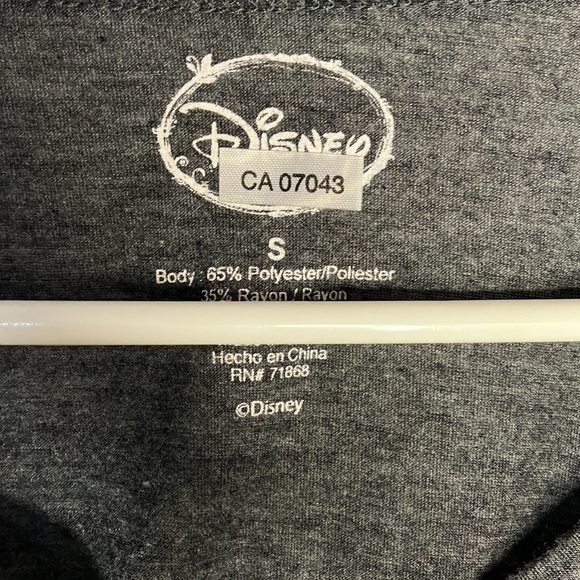 Disney
CA 07043
S
Body: 65% Polyester/Poliester
35% Rayon / Rayon
Hecho en China
RN# 71868
©Disney